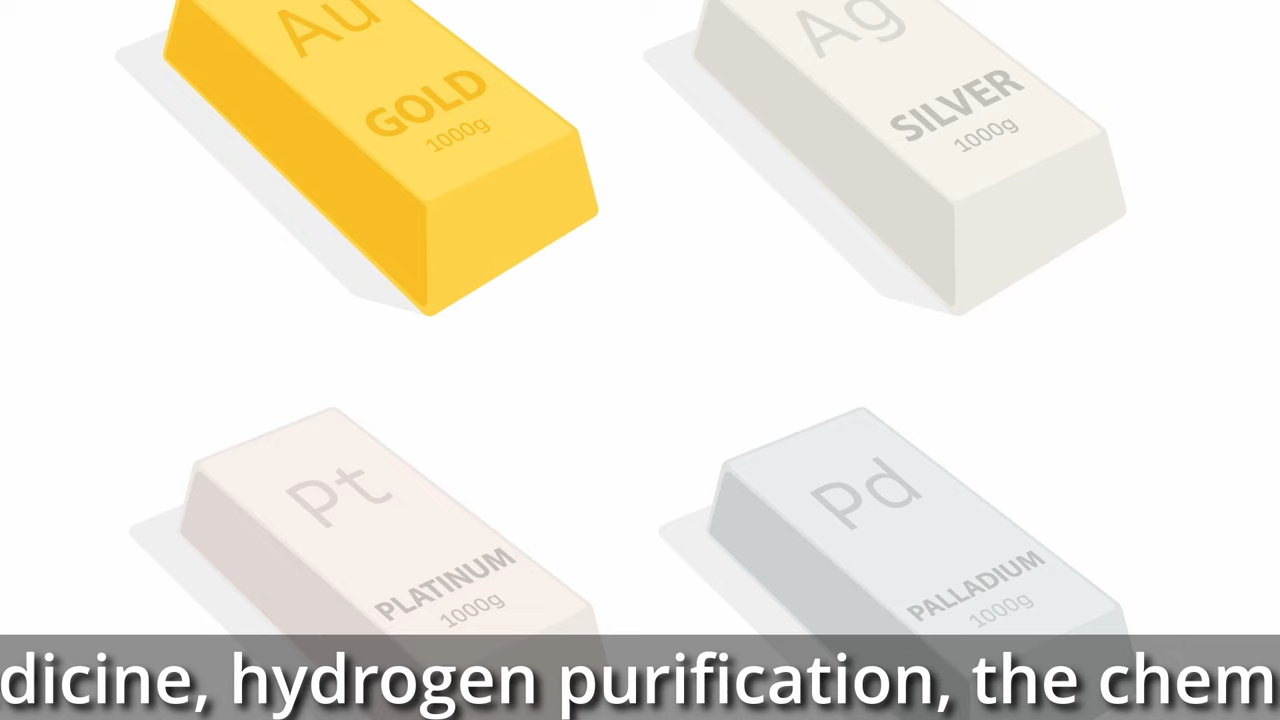 Au
GOLD
1000g
Ag
SILVER
1000g
Pt
PLATINUM
1000g
Pd
PALLADIUM
1000g
dicine, hydrogen purification, the chem